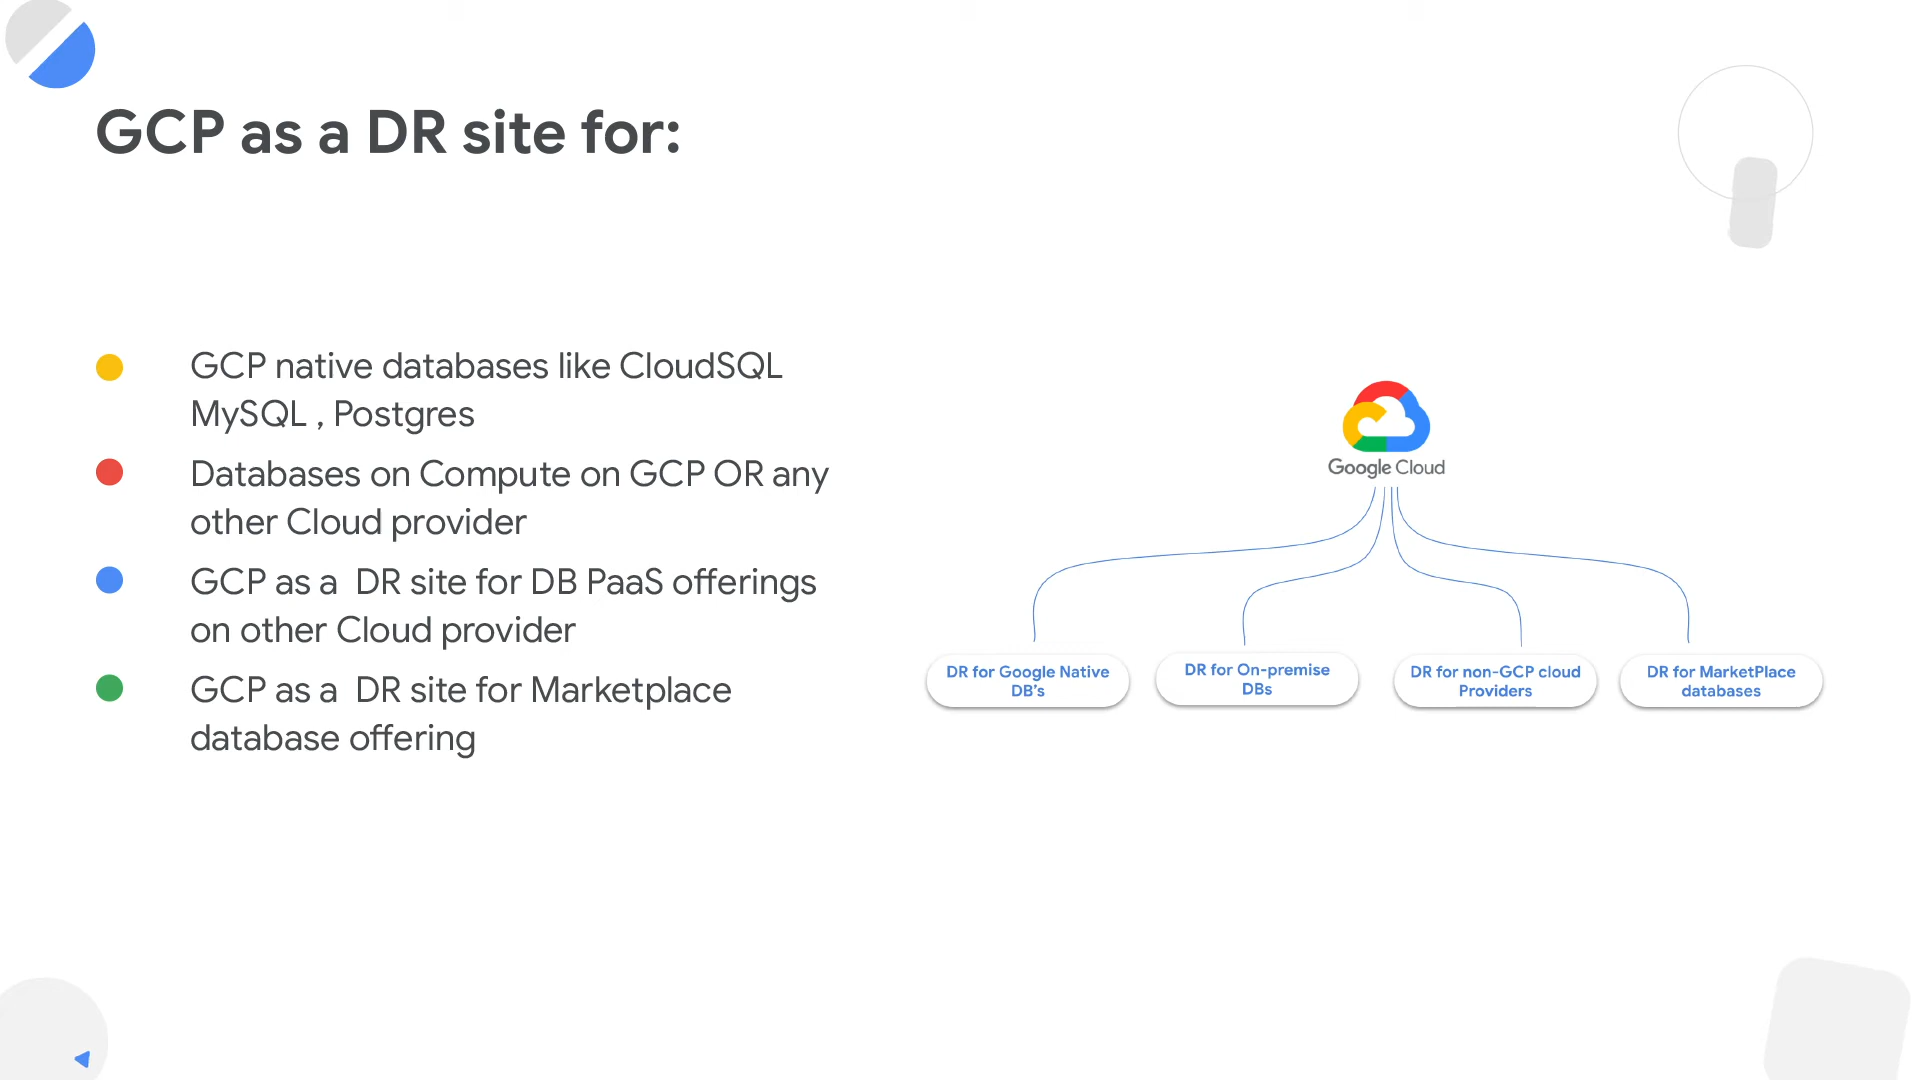 GCP as a DR site for:
GCP native databases like CloudSQL
MySQL , Postgres
Databases on Compute on GCP OR any
other Cloud provider
GCP as a  DR site for DB PaaS offerings
on other Cloud provider
GCP as a  DR site for Marketplace
database offering
Google Cloud
DR for Google Native
DB's
DR for On-premise
DBs
DR for non-GCP cloud
Providers
DR for MarketPlace
databases